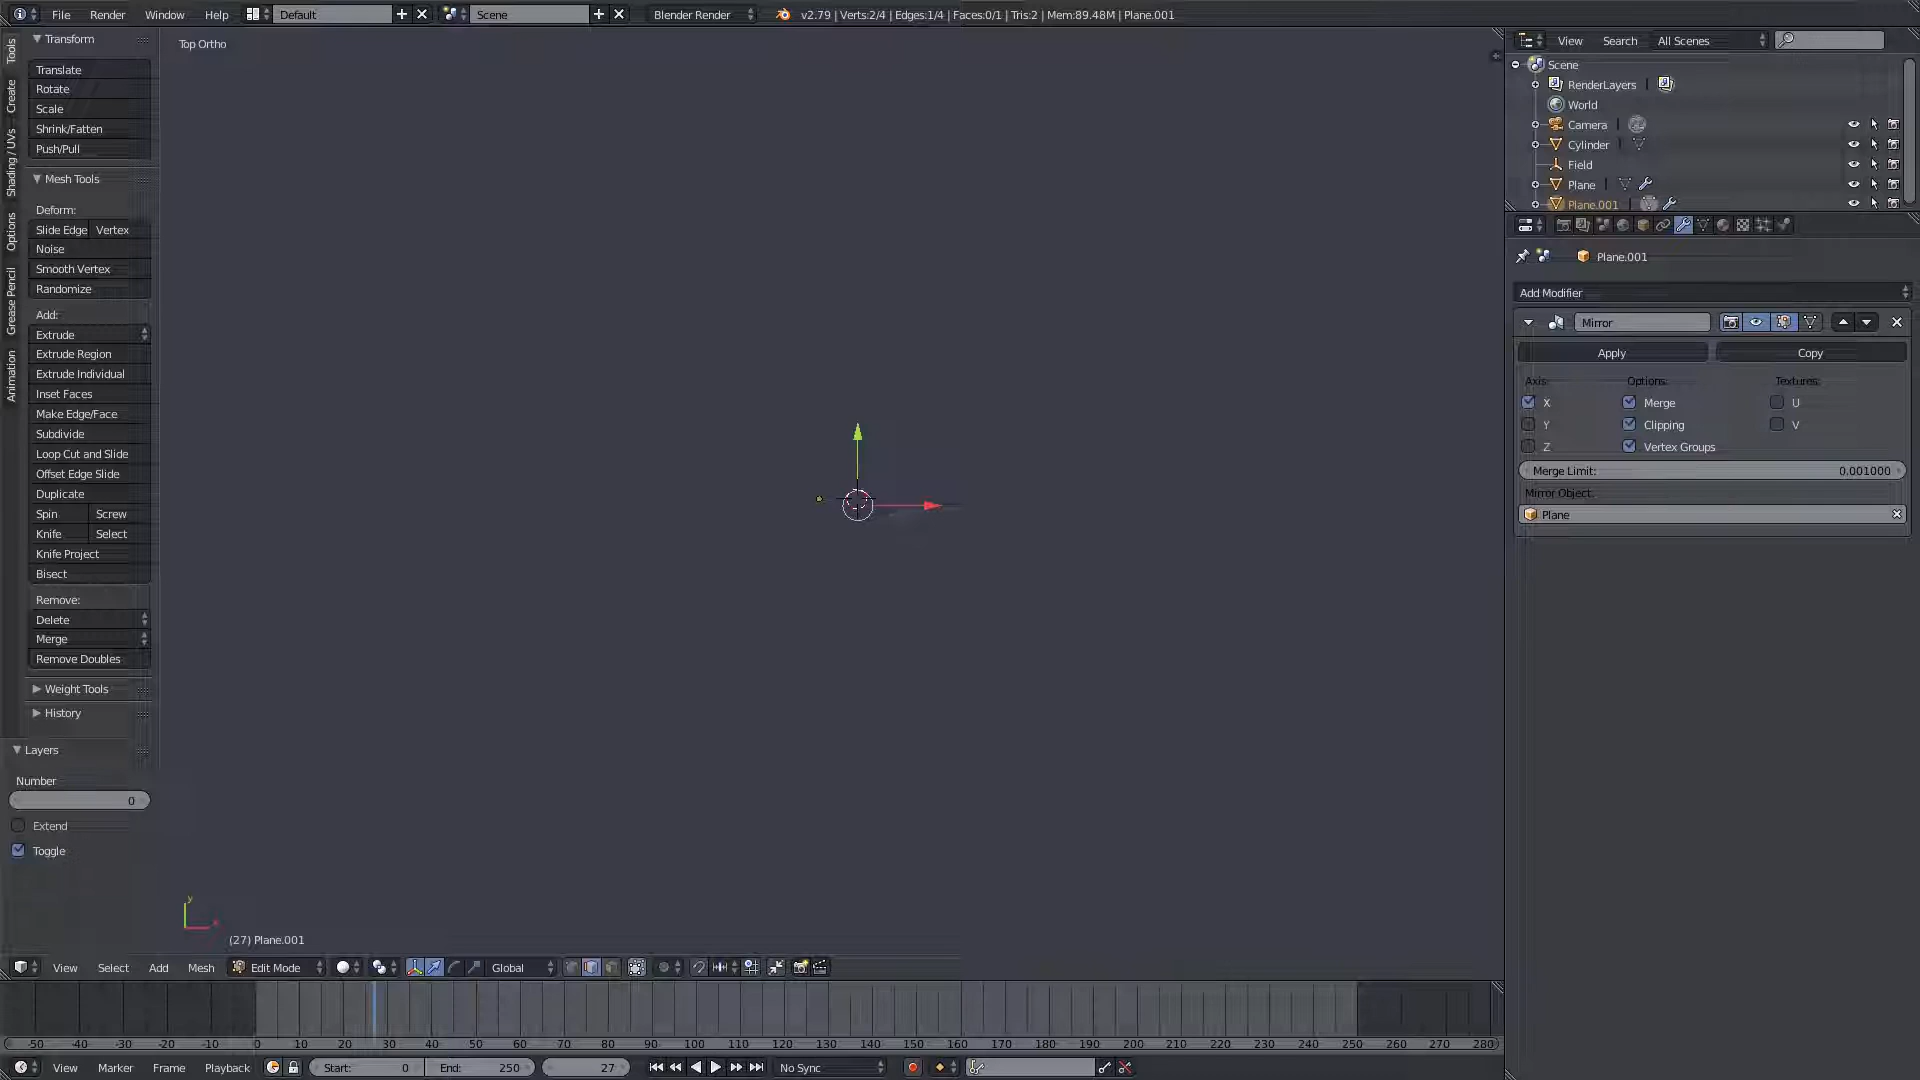 File Render Window Help Default Scene Blender Render v2.79 | Verts:2/4 | Edges:1/4 | Faces:0/1 | Tris:2 | Mem:89.48M | Plane.001
Tools
Create
Shading / UVs
Options
Grease Pencil
Animation
Transform
Translate
Rotate
Scale
Shrink/Fatten
Push/Pull
Mesh Tools
Deform:
Slide Edge Vertex
Noise
Smooth Vertex
Randomize
Add:
Extrude
Extrude Region
Extrude Individual
Inset Faces
Make Edge/Face
Subdivide
Loop Cut and Slide
Offset Edge Slide
Duplicate
Spin Screw
Knife Select
Knife Project
Bisect
Remove:
Delete
Merge
Remove Doubles
Weight Tools
History
Layers
Number
0
Extend
Toggle
Top Ortho
y
x
(27) Plane.001
View Select Add Mesh Edit Mode Global
-50 -40 -30 -20 -10 0 10 20 30 40 50 60 70 80 90 100 110 120 130 140 150 160 170 180 190 200 210 220 230 240 250 260 270 280
View Marker Frame Playback Start: 0 End: 250 27 No Sync
View Search All Scenes
Scene
RenderLayers
World
Camera
Cylinder
Field
Plane
Plane.001
Plane.001
Add Modifier
Mirror
Apply Copy
Axis: Options: Textures:
X Merge U
Y Clipping V
Z Vertex Groups
Merge Limit: 0.001000
Mirror Object:
Plane